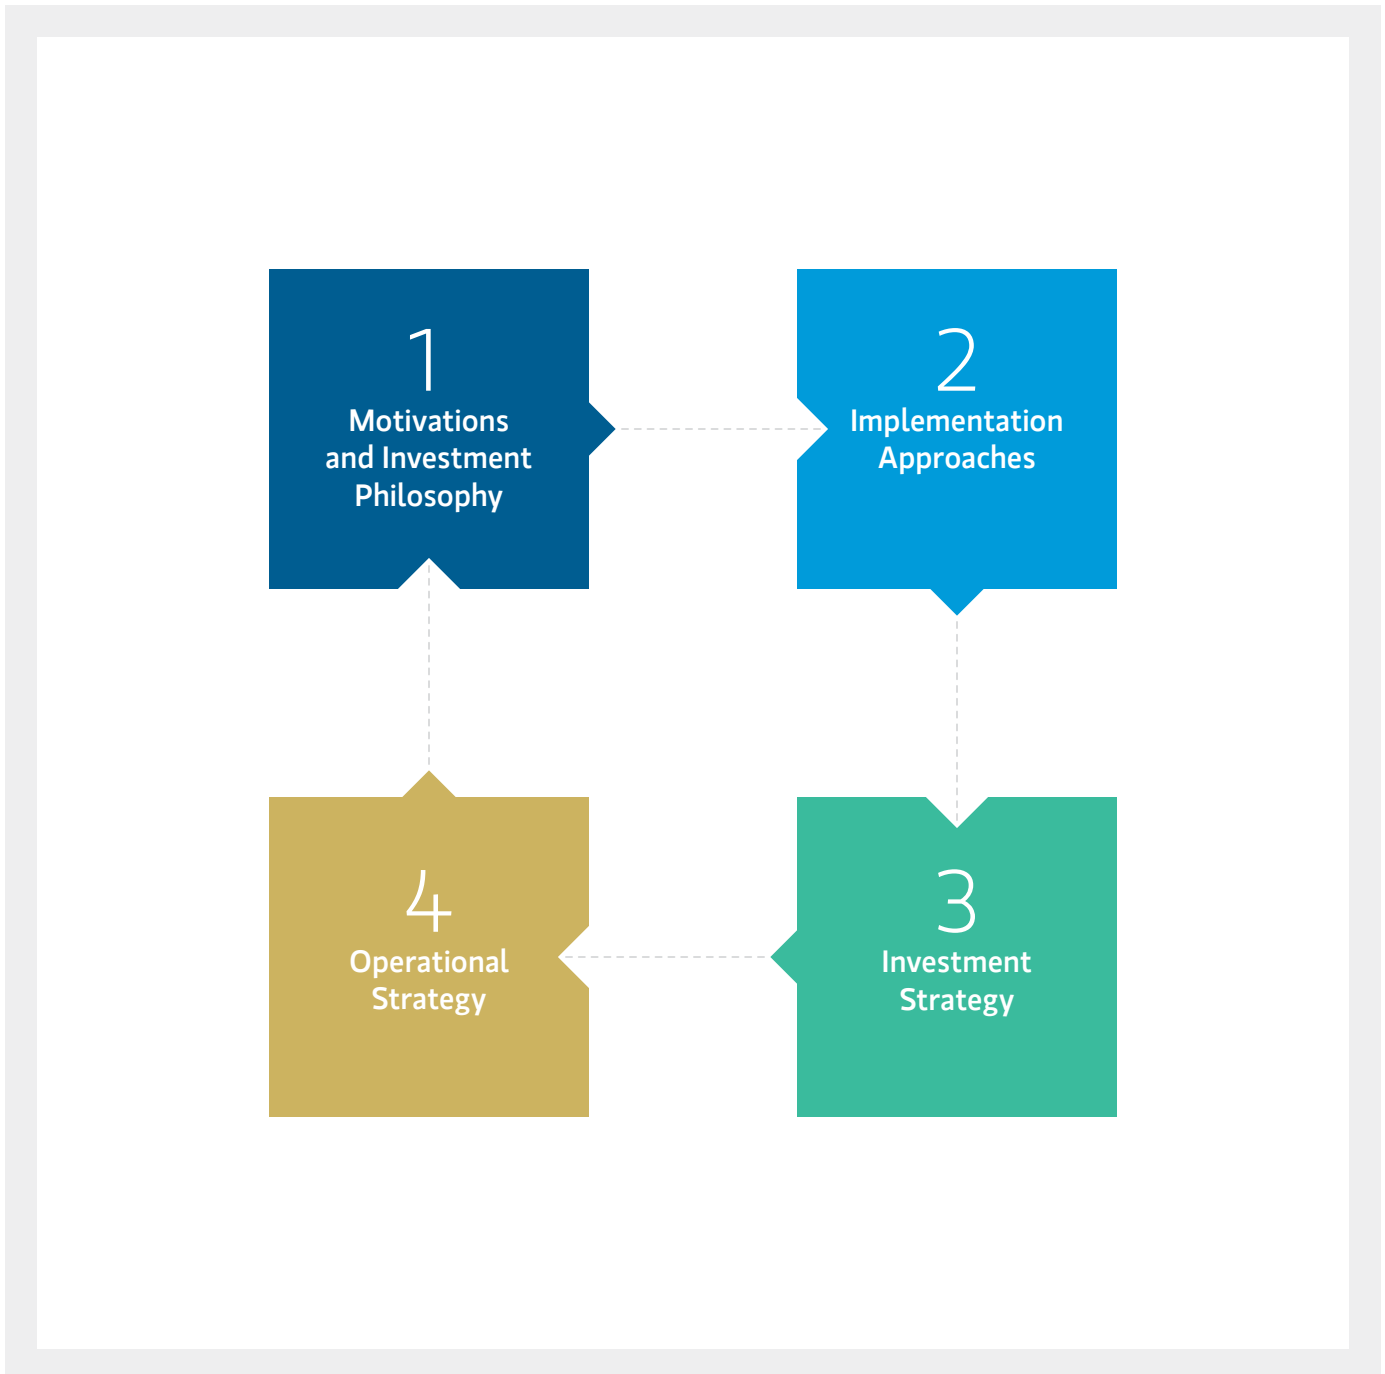 1
Motivations
and Investment
Philosophy
2
Implementation
Approaches
3
Investment
Strategy
4
Operational
Strategy